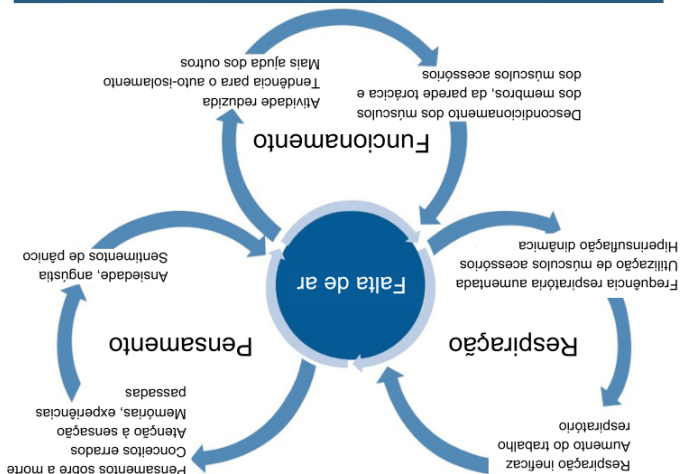 Respiração ineficaz
Aumento do trabalho
respiratório
Respiração
Frequência respiratória aumentada
Utilização de músculos acessórios
Hiperinsuflação dinâmica
Pensamentos sobre a morte
Conceitos errados
Atenção à sensação
Memórias, experiências
passadas
Pensamento
Ansiedade, angústia
Sentimentos de pânico
Falta de ar
Funcionamento
Descondicionamento dos músculos
dos membros, da parede torácica e
dos músculos acessórios
Atividade reduzida
Tendência para o auto-isolamento
Mais ajuda dos outros